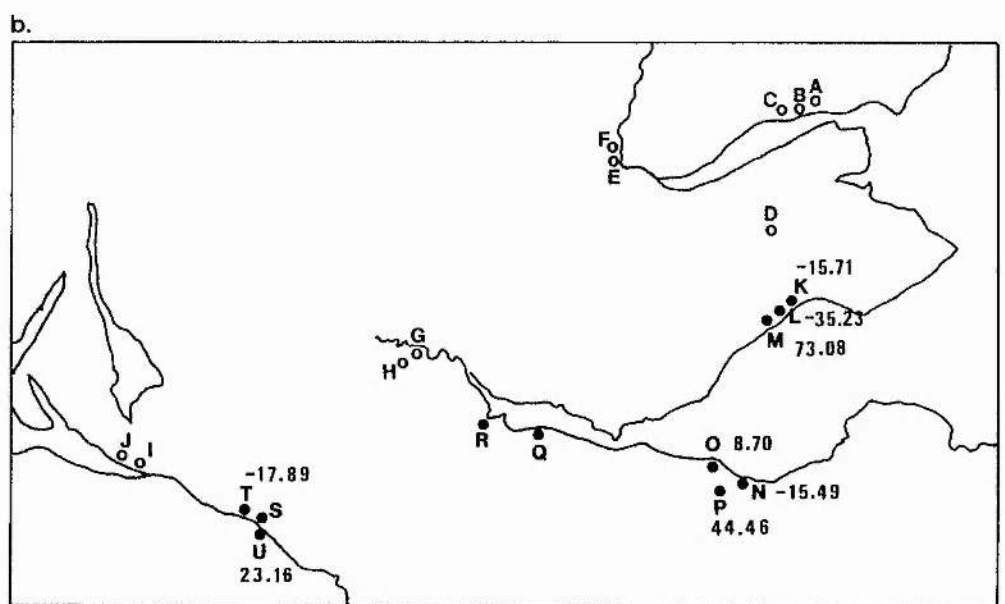 b.
A
B
C
F
E
D
-15.71
K
L -35.23
M 73.08
G
H
R
Q
O 8.70
N -15.49
P
44.46
J
I
-17.89
T
S
U
23.16